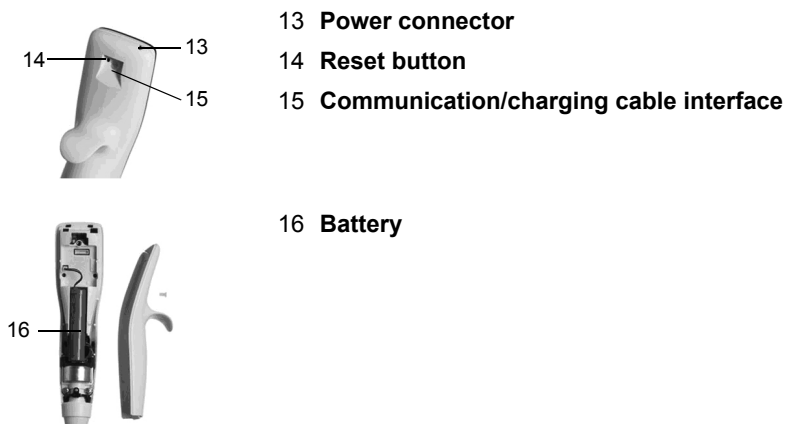 13 Power connector
14 Reset button
15 Communication/charging cable interface
13
14
15
16 Battery
16